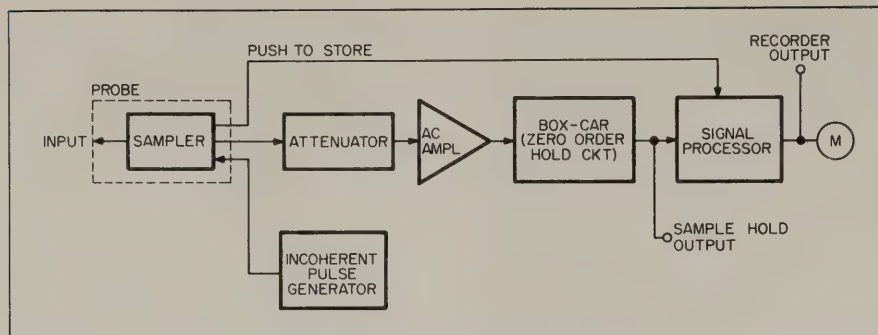 PUSH TO STORE
RECORDER
OUTPUT
PROBE
INPUT
SAMPLER
ATTENUATOR
AC
AMPL
BOX-CAR
(ZERO ORDER
HOLD CKT)
SIGNAL
PROCESSOR
M
SAMPLE HOLD
OUTPUT
INCOHERENT
PULSE
GENERATOR